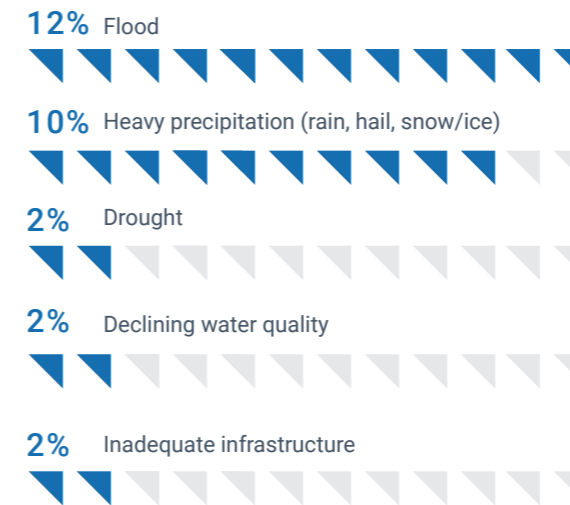 12% Flood
10% Heavy precipitation (rain, hail, snow/ice)
2% Drought
2% Declining water quality
2% Inadequate infrastructure